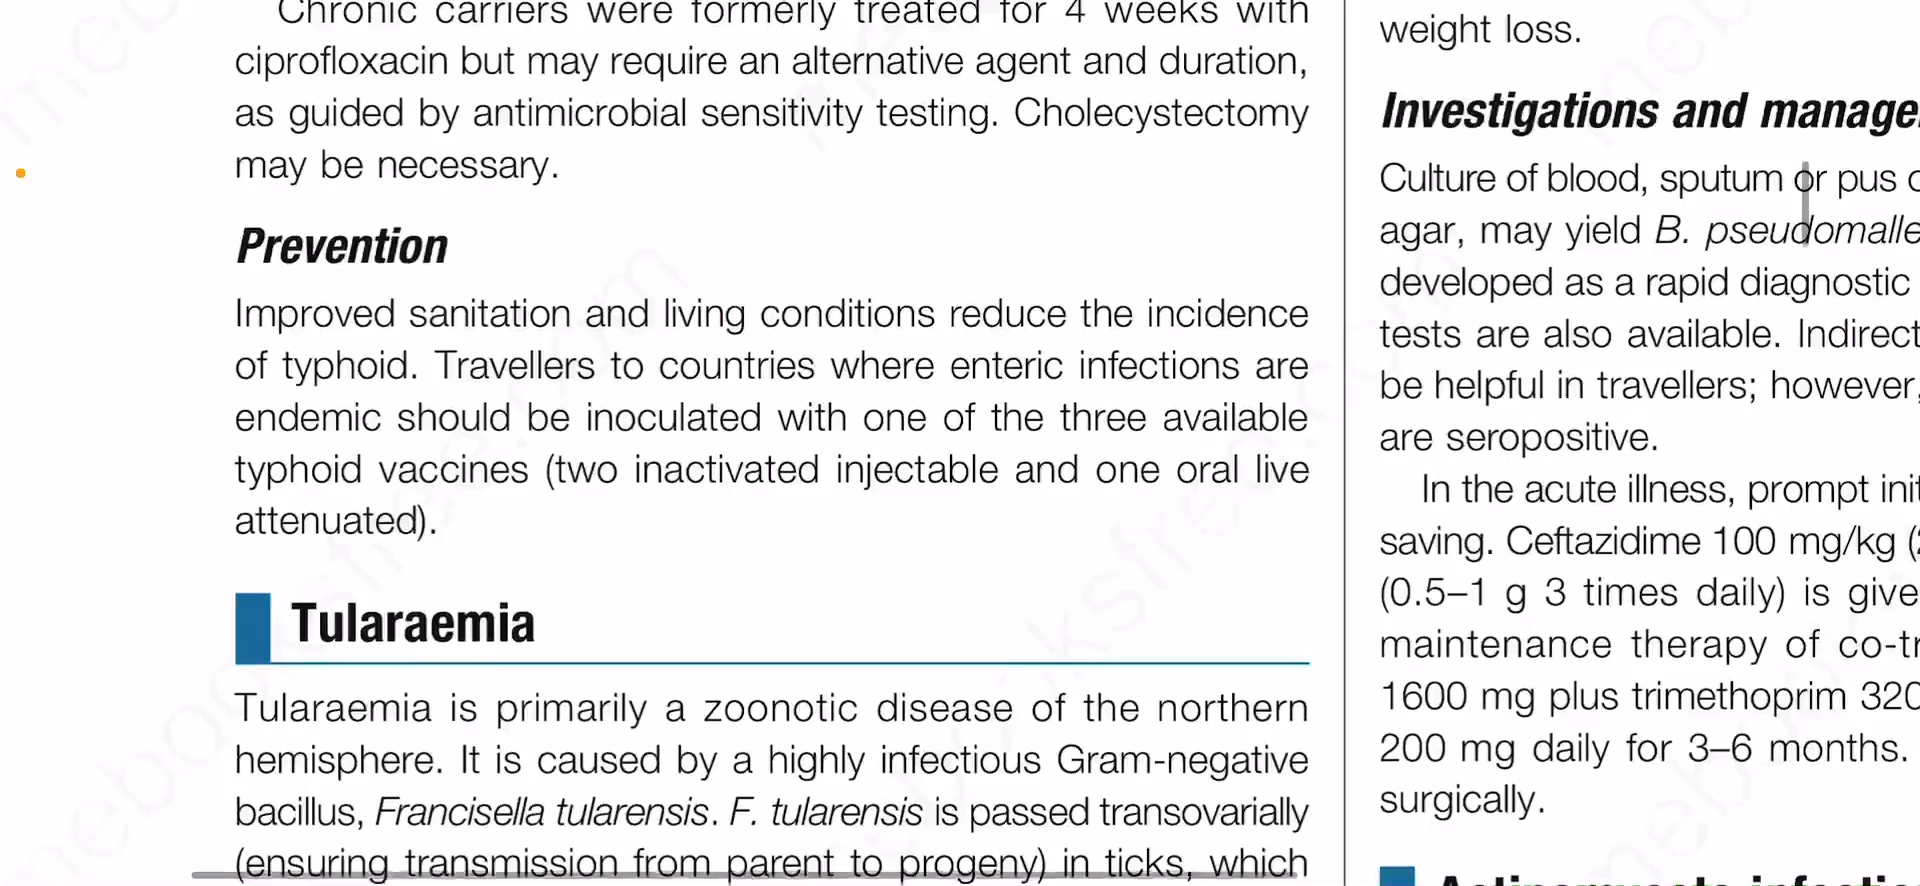 Chronic carriers were formerly treated for 4 weeks with
ciprofloxacin but may require an alternative agent and duration,
as guided by antimicrobial sensitivity testing. Cholecystectomy
may be necessary.
Prevention
Improved sanitation and living conditions reduce the incidence
of typhoid. Travellers to countries where enteric infections are
endemic should be inoculated with one of the three available
typhoid vaccines (two inactivated injectable and one oral live
attenuated).
Tularaemia
Tularaemia is primarily a zoonotic disease of the northern
hemisphere. It is caused by a highly infectious Gram-negative
bacillus, Francisella tularensis. F. tularensis is passed transovarially
(ensuring transmission from parent to progeny) in ticks, which
weight loss.
Investigations and manage
Culture of blood, sputum or pus
agar, may yield B. pseudomalle
developed as a rapid diagnostic
tests are also available. Indirect
be helpful in travellers; however,
are seropositive.
In the acute illness, prompt init
saving. Ceftazidime 100 mg/kg (
(0.5–1 g 3 times daily) is give
maintenance therapy of co-tr
1600 mg plus trimethoprim 320
200 mg daily for 3–6 months.
surgically.